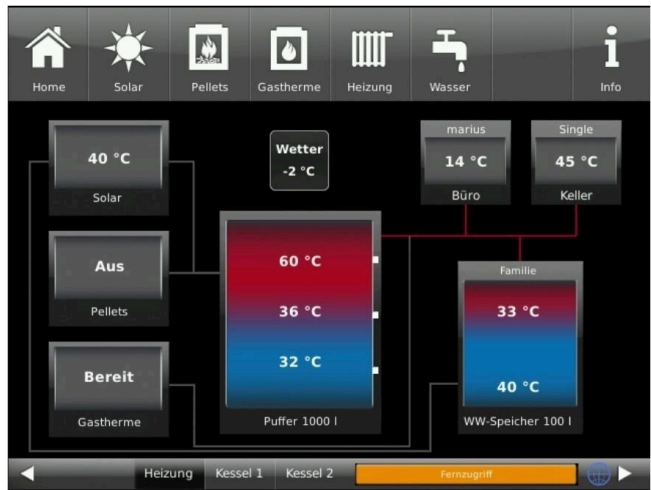 Home Solar Pellets Gastherme Heizung Wasser Info
marius Single
40 °C
Wetter
-2 °C
14 °C 45 °C
Solar
Büro Keller
Aus
Pellets
60 °C
36 °C
32 °C
Puffer 1000 l
Familie
33 °C
40 °C
WW-Speicher 100 l
Bereit
Gastherme
Heizung Kessel 1 Kessel 2 Fernzugriff